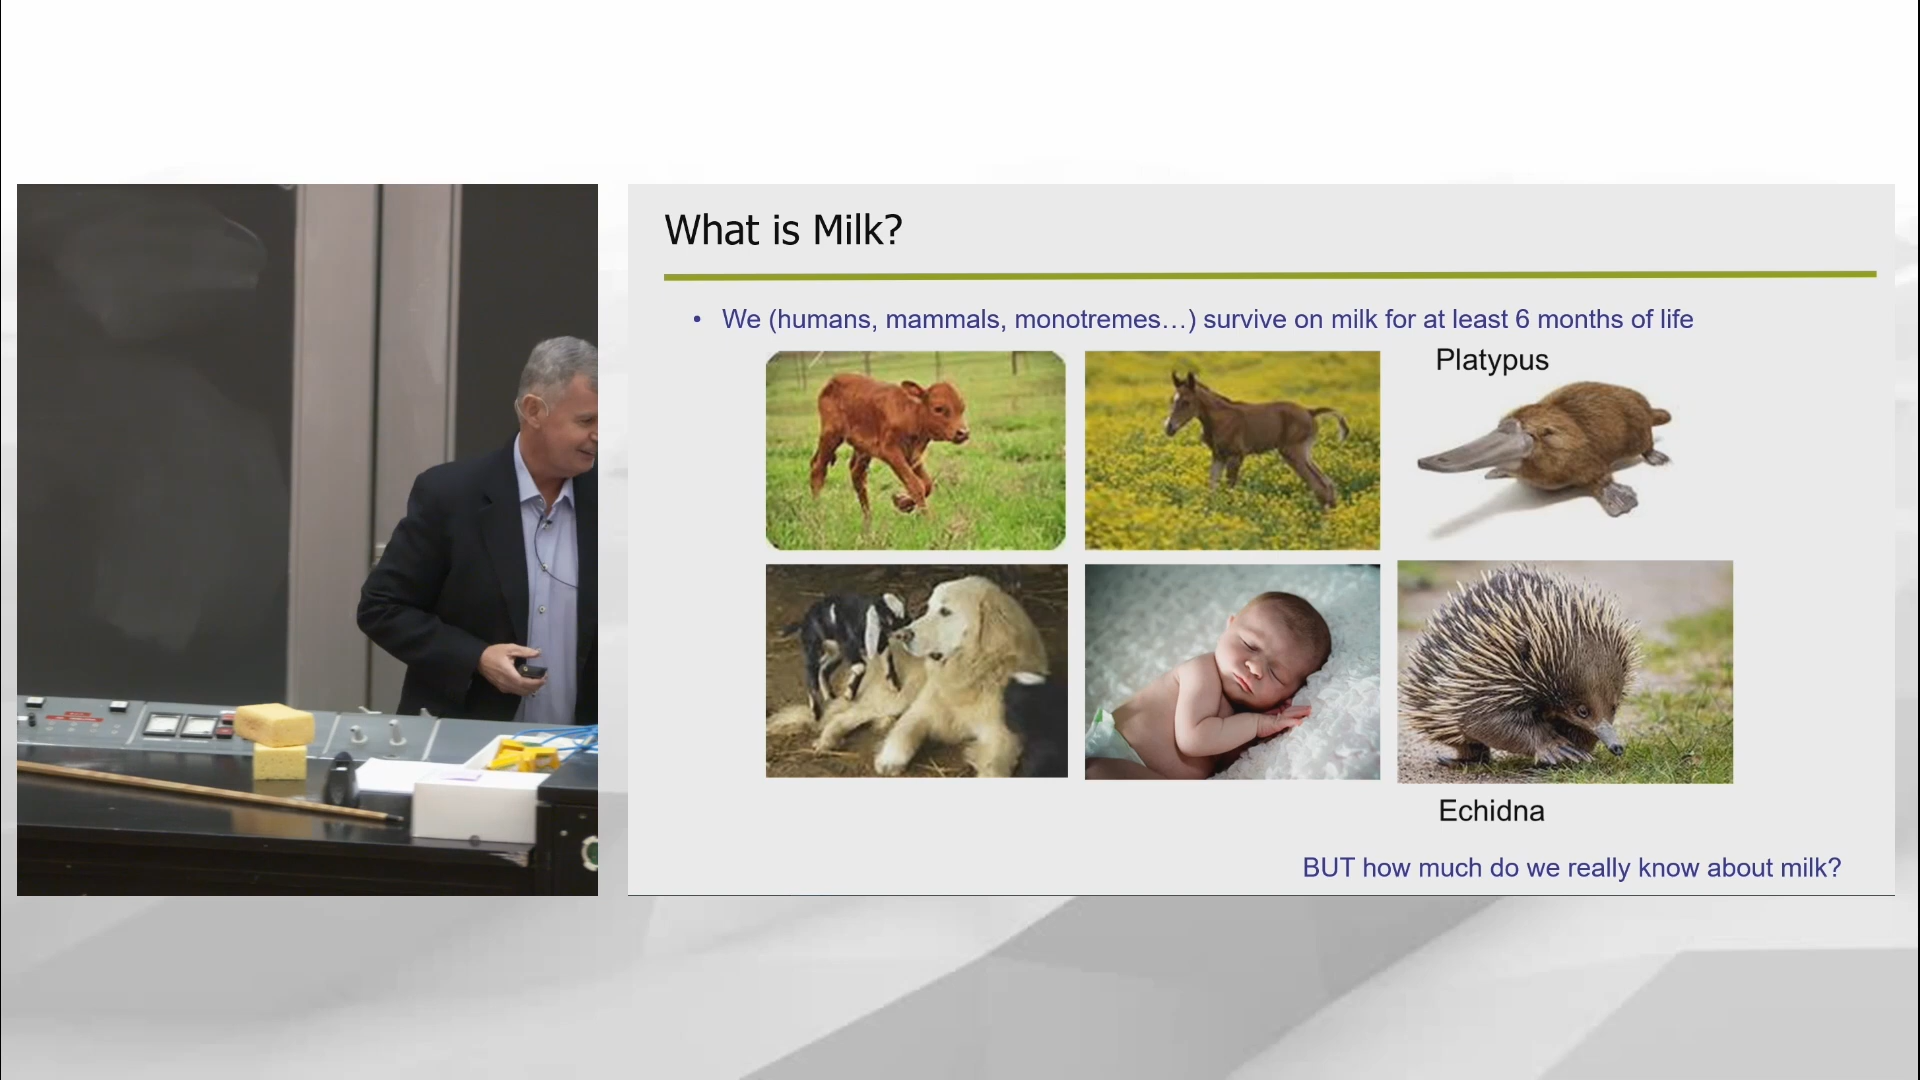 What is Milk?
• We (humans, mammals, monotremes…) survive on milk for at least 6 months of life
Platypus
Echidna
BUT how much do we really know about milk?